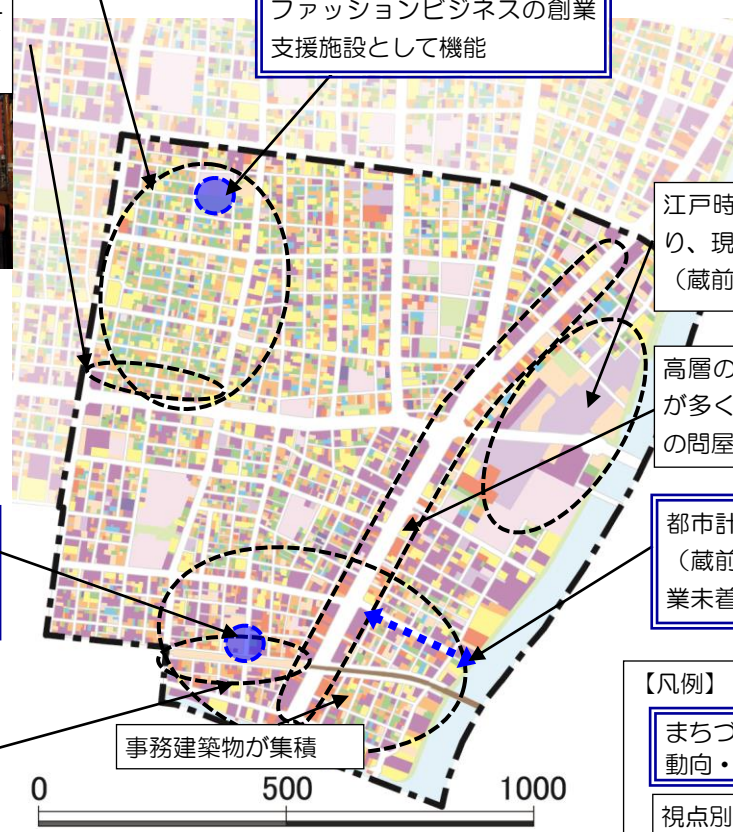 ファッションビジネスの創業
支援施設として機能
江戸時
り、現
（蔵前
高層の
が多く
の問屋
都市計
（蔵前
業未着
【凡例】
まちづ
動向・
視点別
事務建築物が集積
0 500 1000